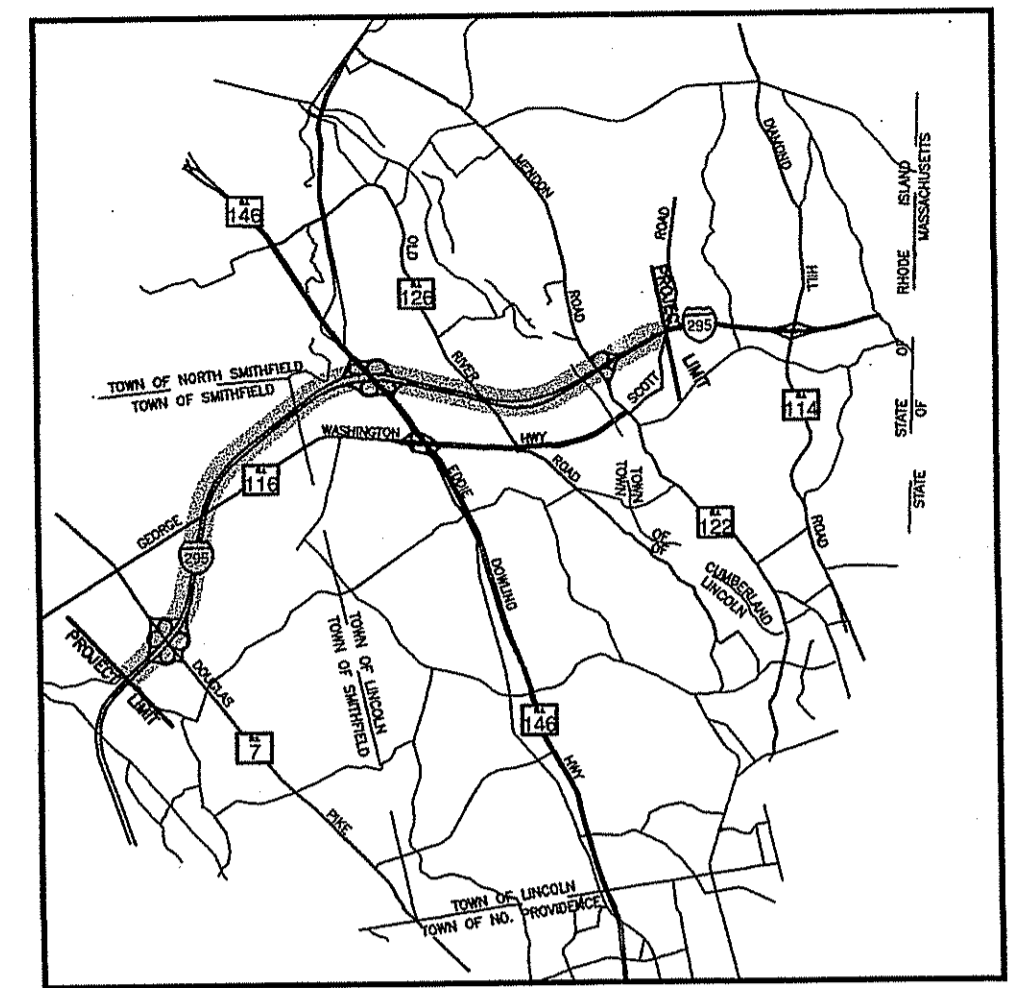 DIAMOND
HILL
ROAD
MENDON
ROAD
ROAD
RHODE ISLAND
MASSACHUSETTS
STATE OF
STATE OF
R.I.
146
OLD
R.I.
126
RIVER
ROAD
PROJECT
LIMIT
295
SCOTT
R.I.
114
TOWN OF NORTH SMITHFIELD
TOWN OF SMITHFIELD
WASHINGTON
HWY
GEORGE
R.I.
116
EDDIE
DOWLING
HWY
TOWN OF
TOWN OF
CUMBERLAND
LINCOLN
R.I.
122
295
PROJECT
LIMIT
DOUGLAS
PIKE
R.I.
7
TOWN OF LINCOLN
TOWN OF SMITHFIELD
R.I.
146
TOWN OF LINCOLN
TOWN OF NO. PROVIDENCE